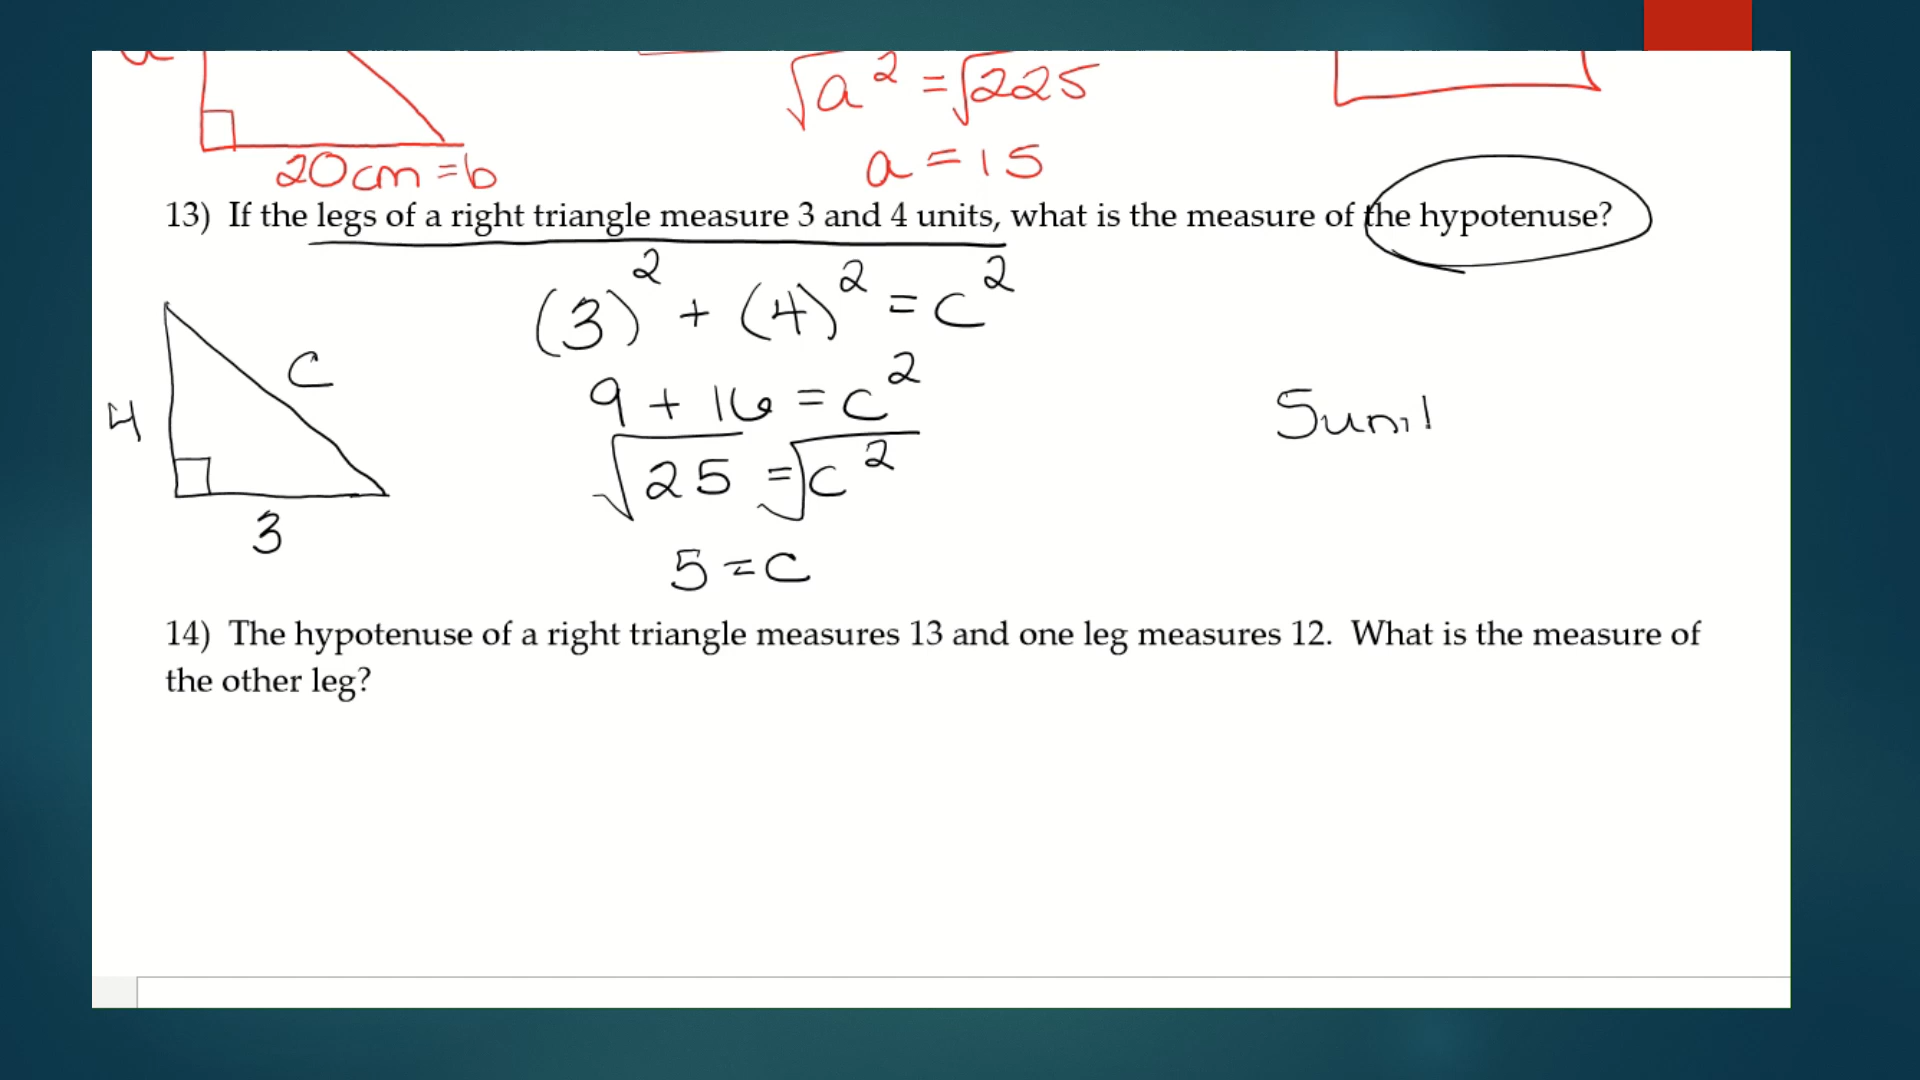 √a² = √225
20cm = b
a = 15
13) If the legs of a right triangle measure 3 and 4 units, what is the measure of the hypotenuse?
(3)² + (4)² = c²
c
9 + 16 = c²
4
5 uni
√25 = √c²
3
5 = c
14) The hypotenuse of a right triangle measures 13 and one leg measures 12. What is the measure of
the other leg?